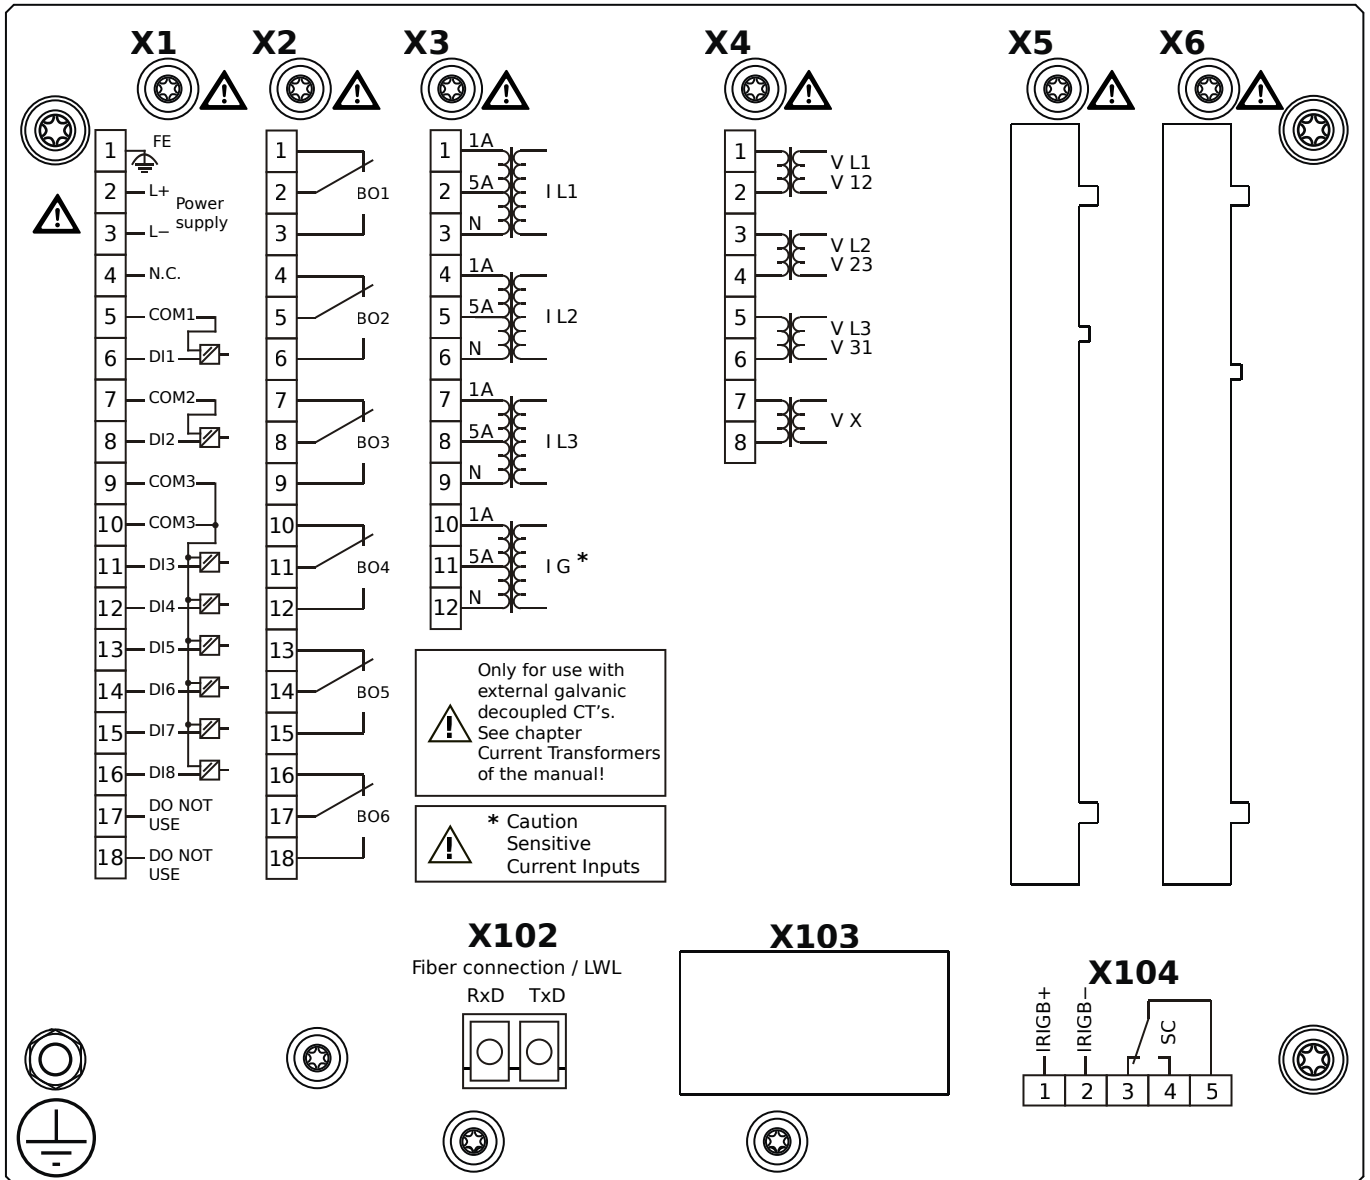 X1
X2
X3
X4
X5
X6
1
FE
2
L+
Power
supply
3
L−
4
N.C.
5
COM1
6
DI1
7
COM2
8
DI2
9
COM3
10
COM3
11
DI3
12
DI4
13
DI5
14
DI6
15
DI7
16
DI8
17
DO NOT
USE
18
DO NOT
USE
1
2
BO1
3
4
5
BO2
6
7
8
BO3
9
10
11
BO4
12
13
14
BO5
15
16
17
BO6
18
1
1A
2
5A
I L1
3
N
4
1A
5
5A
I L2
6
N
7
1A
8
5A
I L3
9
N
10
1A
11
5A
I G *
12
N
1
V L1
2
V 12
3
V L2
4
V 23
5
V L3
6
V 31
7
V X
8
Only for use with
external galvanic
decoupled CT's.
See chapter
Current Transformers
of the manual!
* Caution
Sensitive
Current Inputs
X102
Fiber connection / LWL
RxD TxD
X103
X104
IRIGB+
IRIGB−
SC
1 2 3 4 5